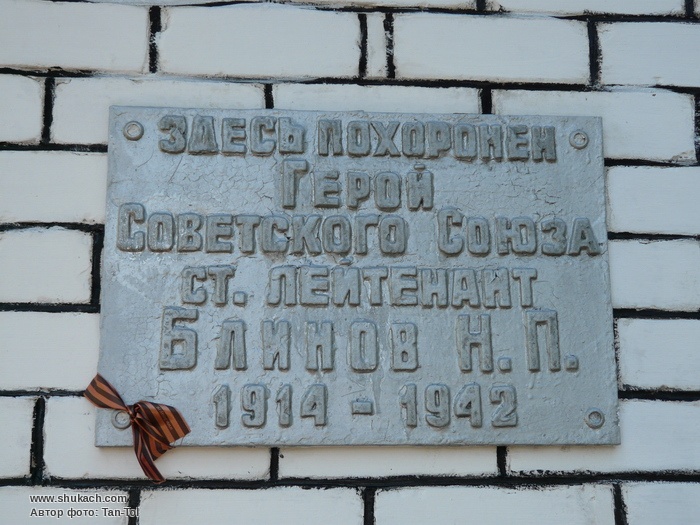 ЗДЕСЬ ПОХОРОНЕН
ГЕРОЙ
СОВЕТСКОГО СОЮЗА
СТ. ЛЕЙТЕНАНТ
БЛИНОВ Н.П.
1914 - 1942
www.shukach.com
Автор фото: Tan-Tol